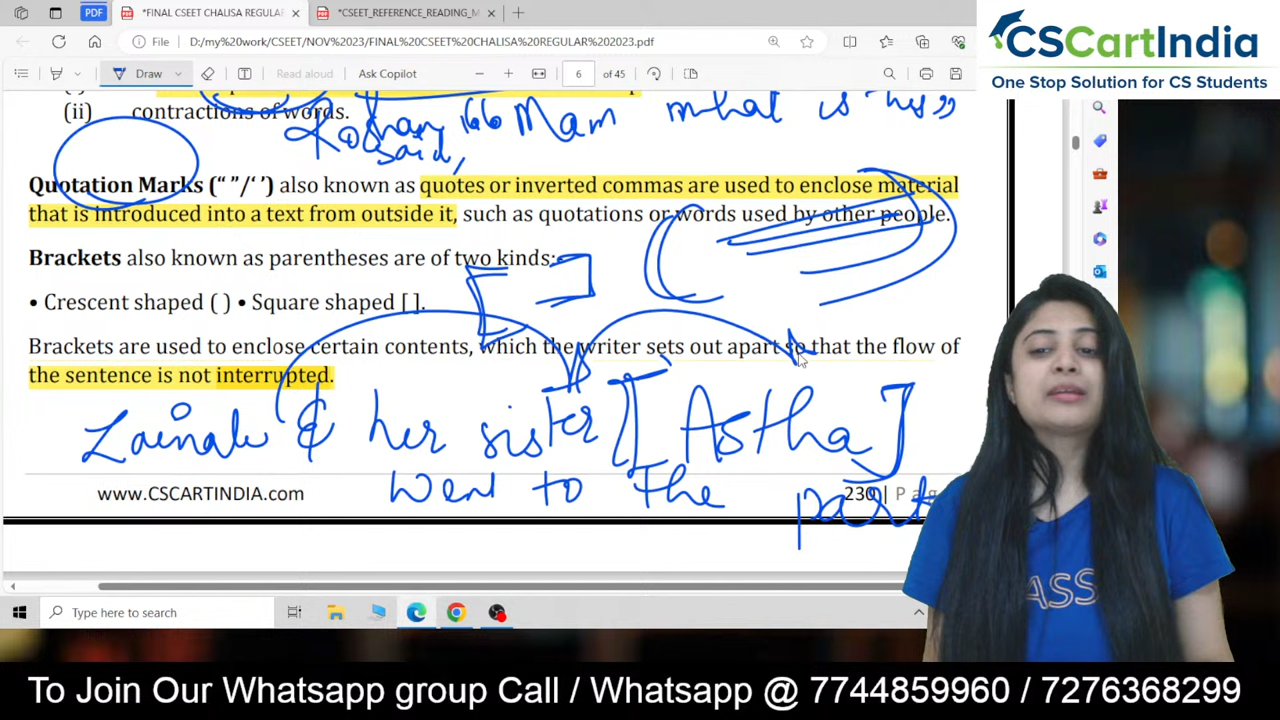 *FINAL CSEET CHALISA REGULAR
*CSEET_REFERENCE_READING_M
PDF
File D:/my%20work/CSEET/NOV%202023/FINAL%20CSEET%20CHALISA%20REGULAR%202023.pdf
Draw Read aloud Ask Copilot 6 of 45
CSCartIndia
One Stop Solution for CS Students
(ii) contractions of words.
Roshan said, “Mam what is this”
Quotation Marks (“ ”/‘ ’) also known as quotes or inverted commas are used to enclose material
that is introduced into a text from outside it, such as quotations or words used by other people.
Brackets also known as parentheses are of two kinds:
• Crescent shaped ( ) • Square shaped [ ].
Brackets are used to enclose certain contents, which the writer sets out apart so that the flow of
the sentence is not interrupted.
& her sister [Astha]
went to the park
www.CSCARTINDIA.com 230 | Pag
Type here to search
ASS
To Join Our Whatsapp group Call / Whatsapp @ 7744859960 / 7276368299